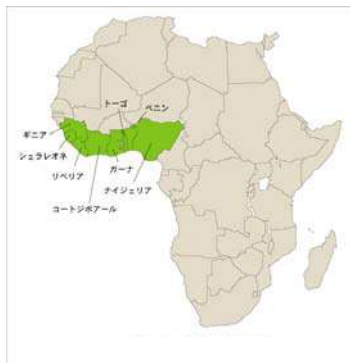 トーゴ
ベニン
ギニア
シェラレオネ
リベリア
ガーナ
ナイジェリア
コートジボアール